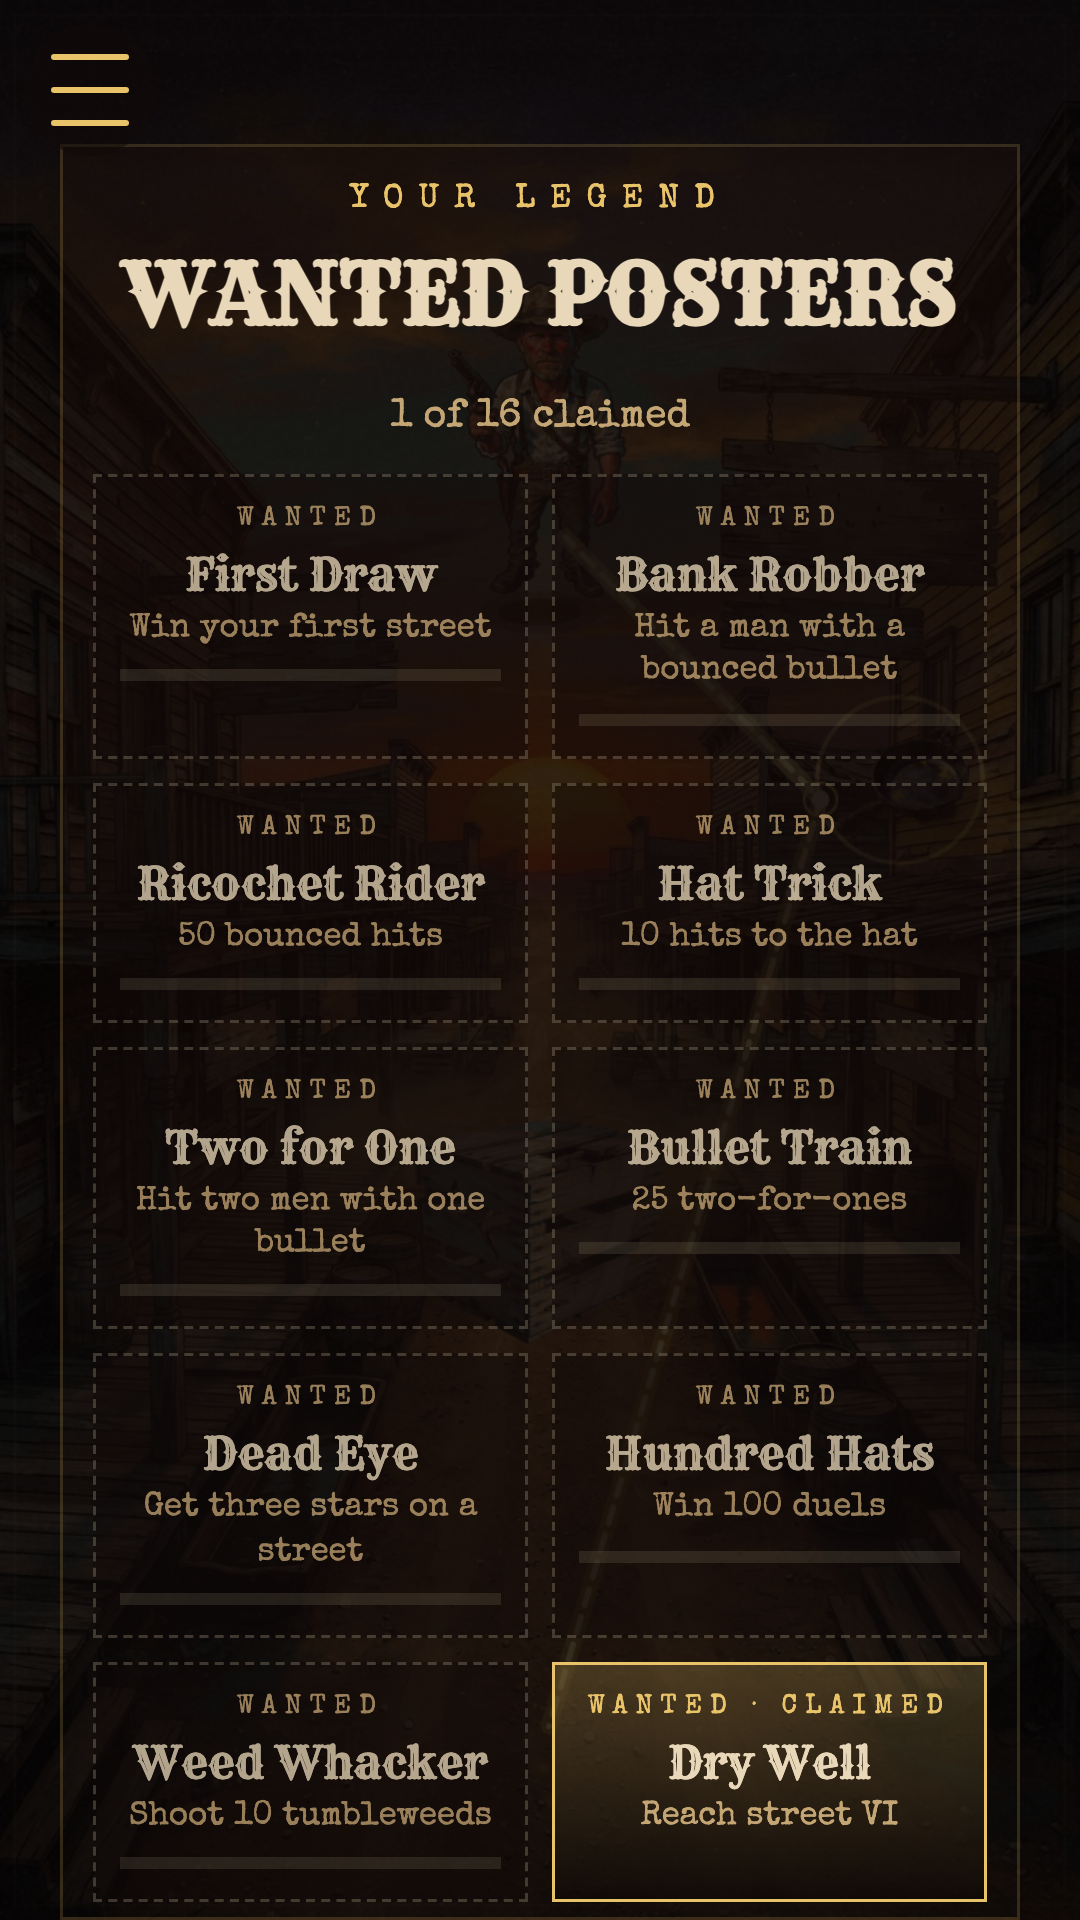 YOUR LEGEND
WANTED POSTERS
1 of 16 claimed
WANTED
First Draw
Win your first street
WANTED
Bank Robber
Hit a man with a
bounced bullet
WANTED
Ricochet Rider
50 bounced hits
WANTED
Hat Trick
10 hits to the hat
WANTED
Two for One
Hit two men with one
bullet
WANTED
Bullet Train
25 two-for-ones
WANTED
Dead Eye
Get three stars on a
street
WANTED
Hundred Hats
Win 100 duels
WANTED
Weed Whacker
Shoot 10 tumbleweeds
WANTED · CLAIMED
Dry Well
Reach street VI